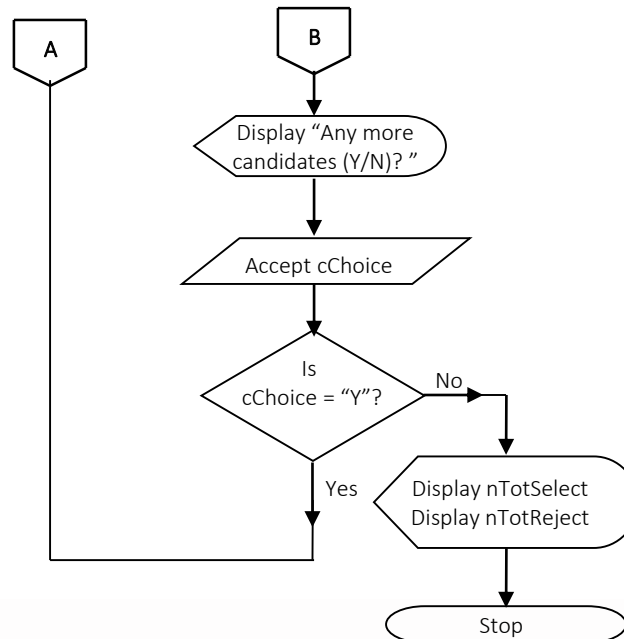 A
B
Display “Any more
candidates (Y/N)? ”
Accept cChoice
Is
cChoice = “Y”?
No
Yes
Display nTotSelect
Display nTotReject
Stop